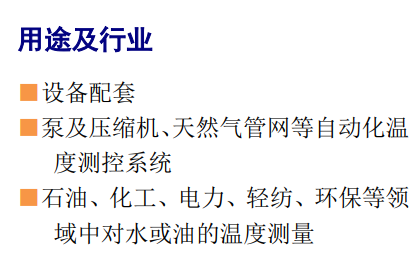 用途及行业
■设备配套
■泵及压缩机、天然气管网等自动化温
度测控系统
■石油、化工、电力、轻纺、环保等领
域中对水或油的温度测量